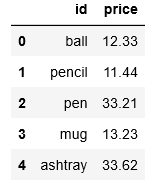 id price
0 ball 12.33
1 pencil 11.44
2 pen 33.21
3 mug 13.23
4 ashtray 33.62